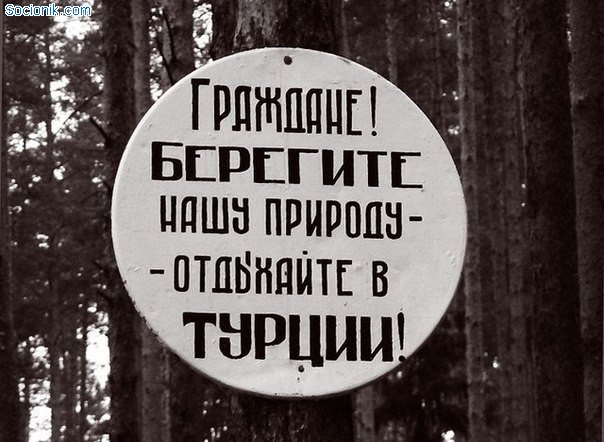 Socionik.com
ГРАЖДАНЕ!
БЕРЕГИТЕ
НАШУ ПРИРОДУ-
-ОТДЫХАЙТЕ В
ТУРЦИИ!